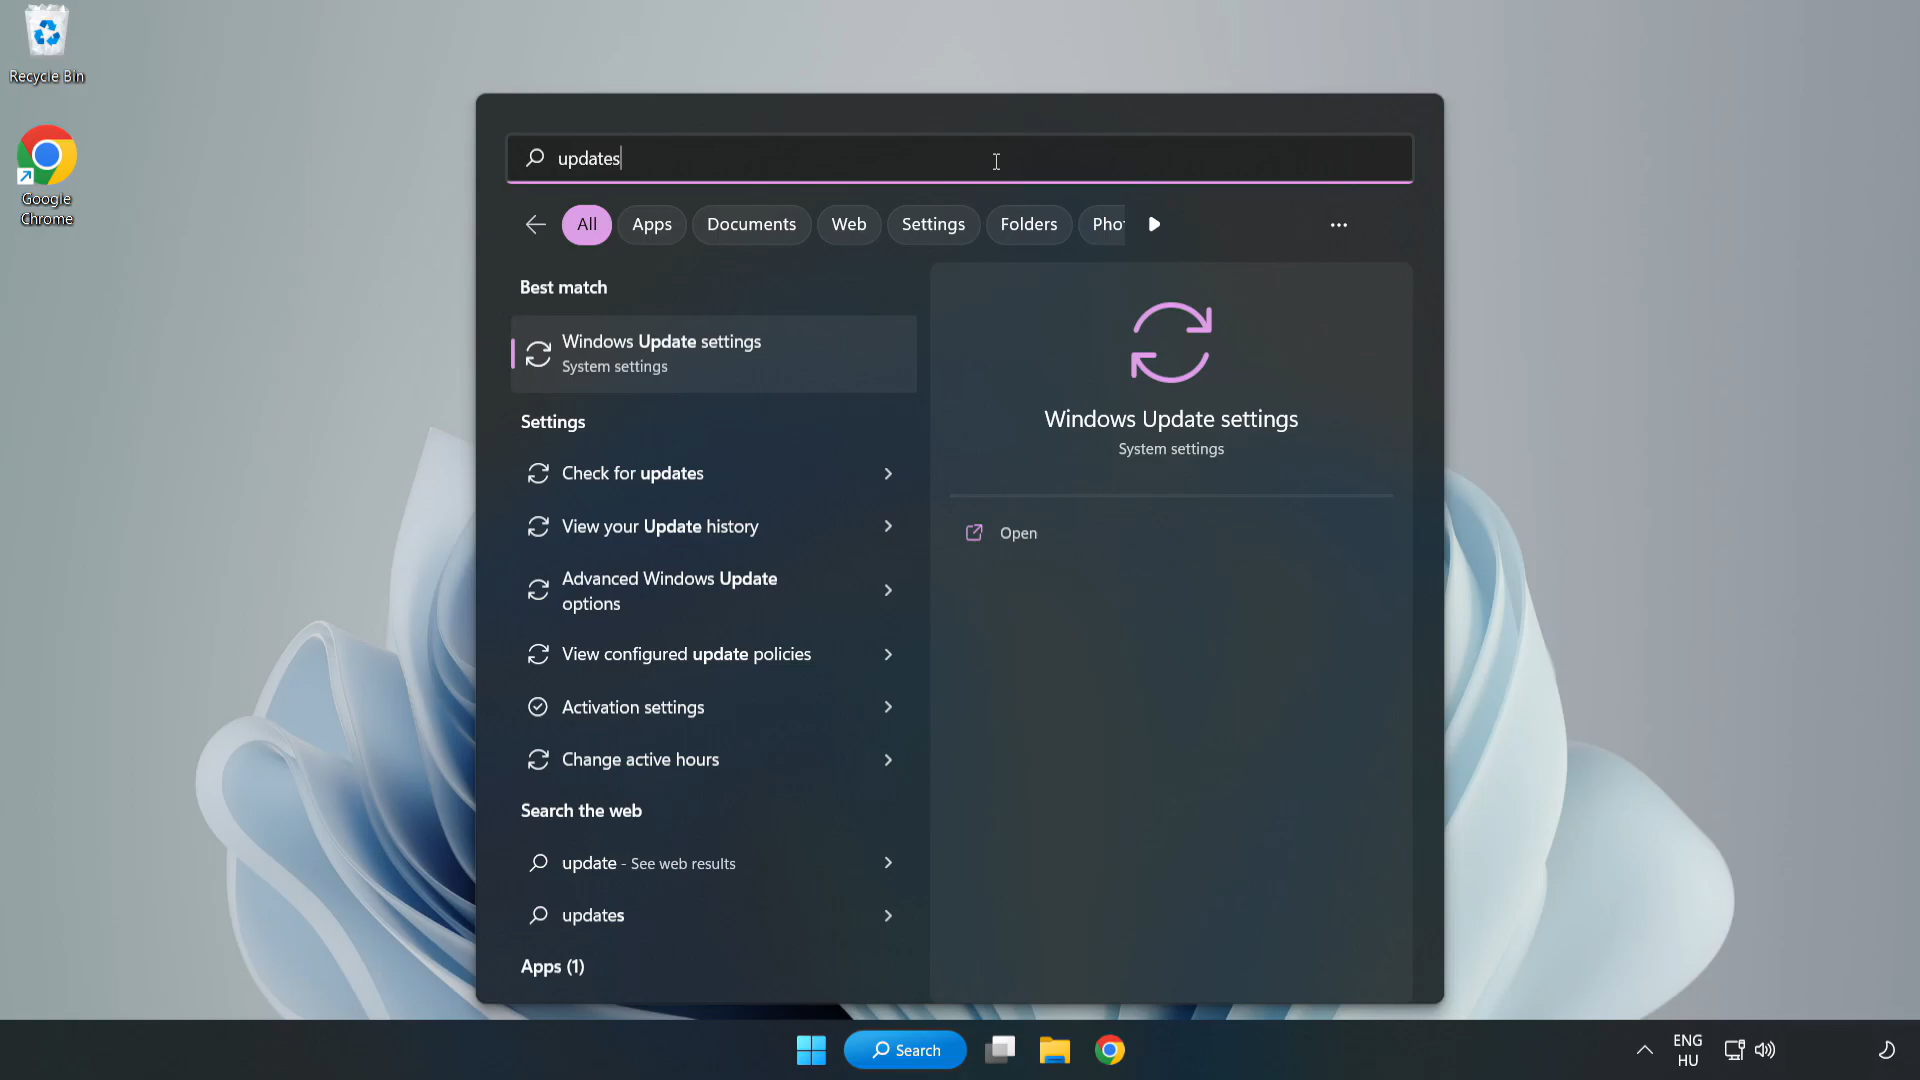 Recycle Bin
Google
Chrome
updates
All
Apps
Documents
Web
Settings
Folders
Best match
Windows Update settings
System settings
Settings
Check for updates
View your Update history
Advanced Windows Update
options
View configured update policies
Activation settings
Change active hours
Search the web
update - See web results
updates
Apps (1)
Windows Update settings
System settings
Open
Search
ENG
HU